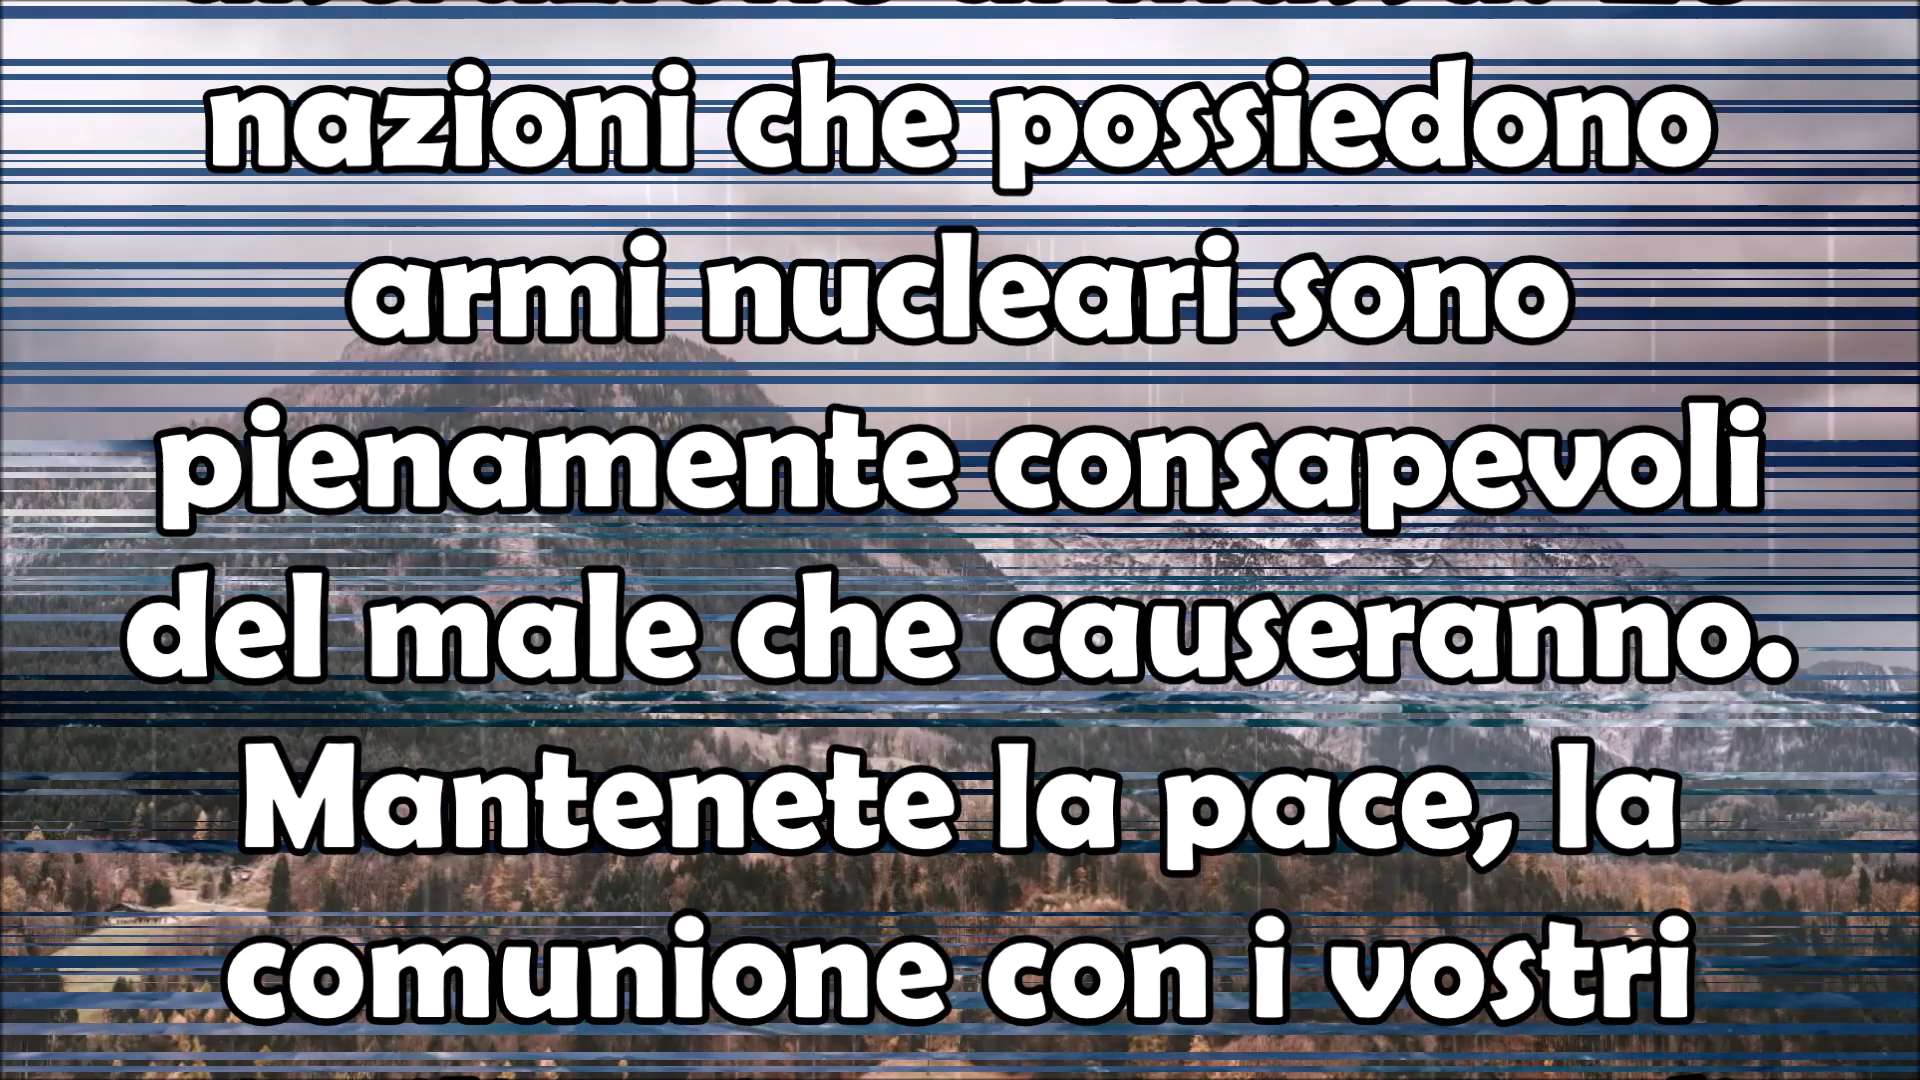 nazioni che possiedono
armi nucleari sono
pienamente consapevoli
del male che causeranno.
Mantenete la pace, la
comunione con i vostri